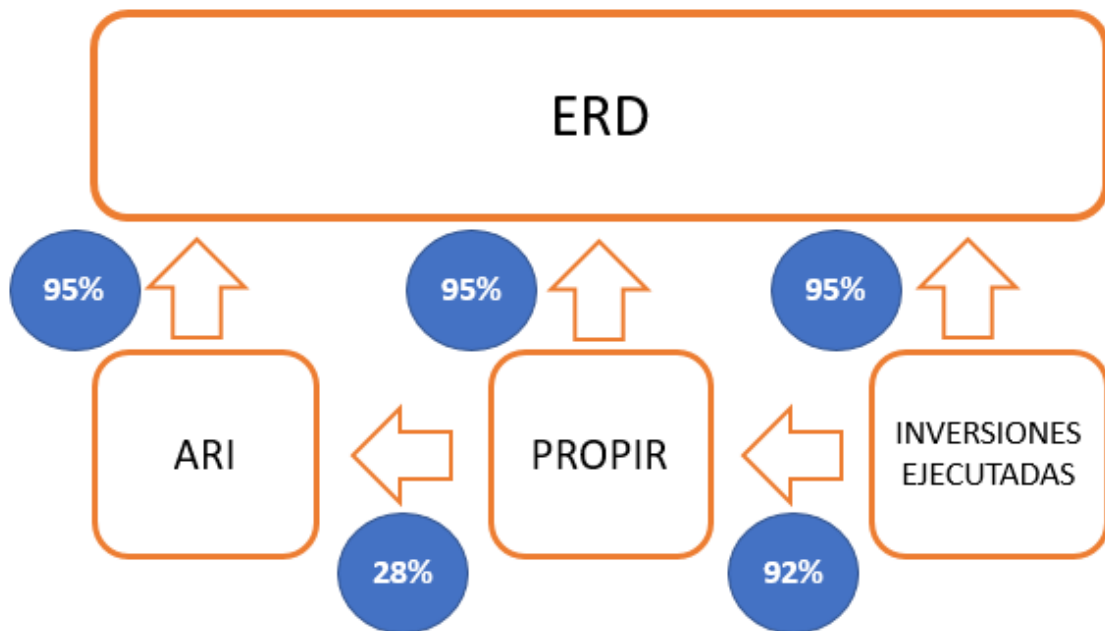 ERD
95%
95%
95%
ARI
PROPIR
INVERSIONES
EJECUTADAS
28%
92%